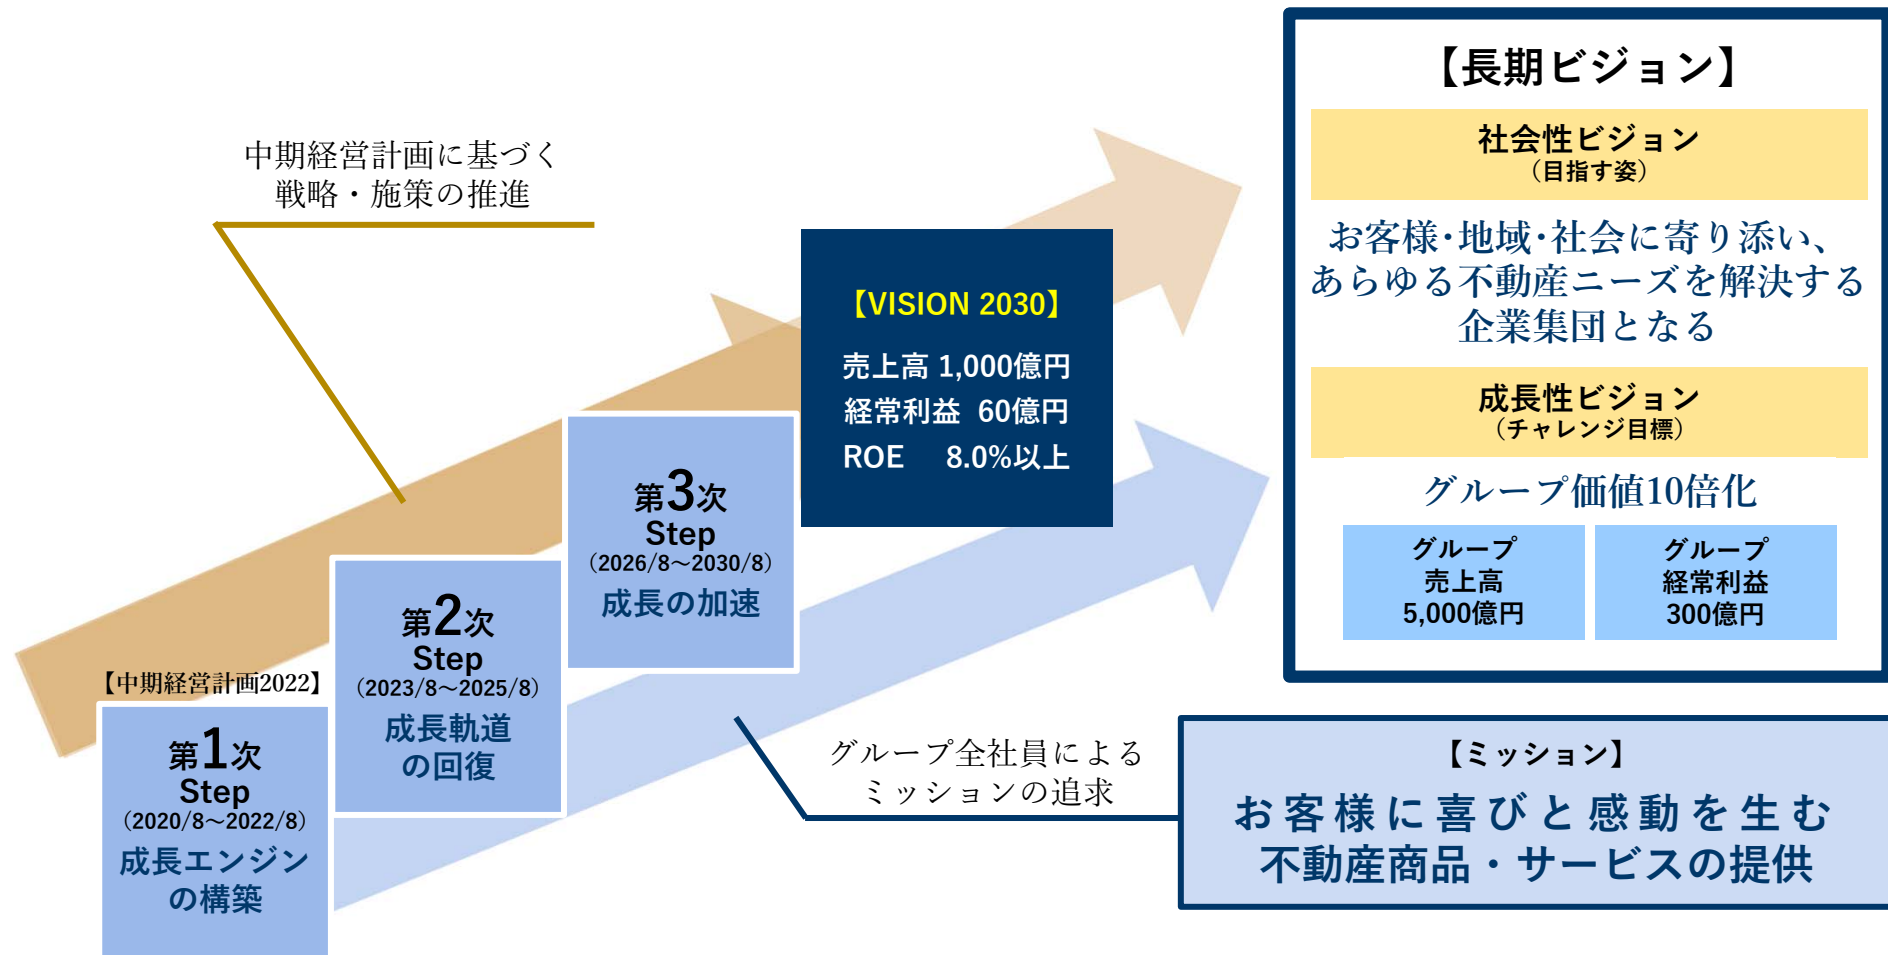 中期経営計画に基づく
戦略・施策の推進
【中期経営計画2022】
第1次
Step
（2020/8～2022/8）
成長エンジン
の構築
第2次
Step
（2023/8～2025/8）
成長軌道
の回復
第3次
Step
（2026/8～2030/8）
成長の加速
【VISION 2030】
売上高 1,000億円
経常利益 60億円
ROE 8.0%以上
グループ全社員による
ミッションの追求
【長期ビジョン】
社会性ビジョン
（目指す姿）
お客様・地域・社会に寄り添い、
あらゆる不動産ニーズを解決する
企業集団となる
成長性ビジョン
（チャレンジ目標）
グループ価値10倍化
グループ
売上高
5,000億円
グループ
経常利益
300億円
【ミッション】
お客様に喜びと感動を生む
不動産商品・サービスの提供